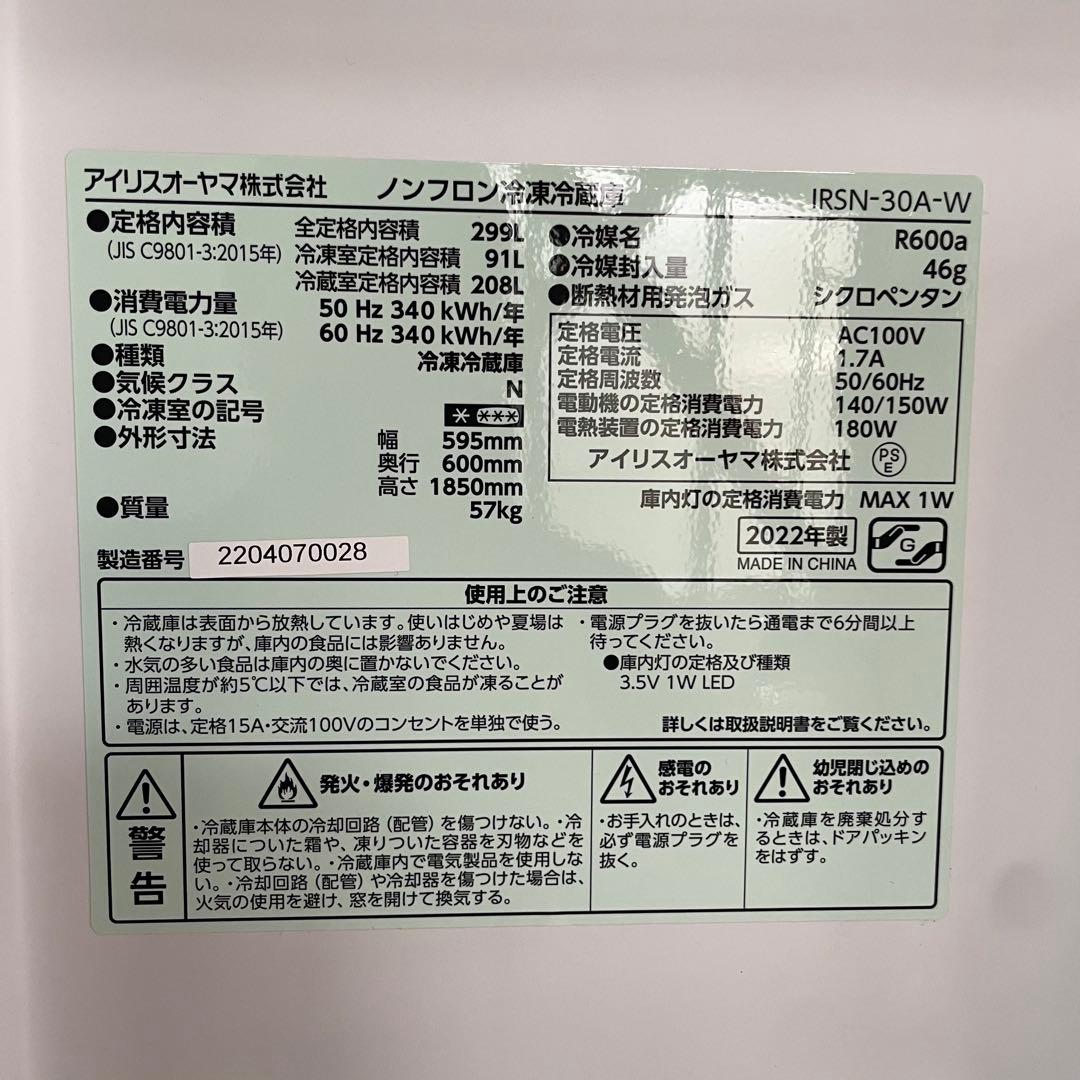 アイリスオーヤマ株式会社 ノンフロン冷凍冷蔵庫 IRSN-30A-W
●定格内容積
(JIS C9801-3:2015年)
全定格内容積 299L
冷凍室定格内容積 91L
冷蔵室定格内容積 208L
●消費電力量
(JIS C9801-3:2015年)
50 Hz 340 kWh/年
60 Hz 340 kWh/年
●種類 冷凍冷蔵庫
●気候クラス N
●冷凍室の記号
●外形寸法
幅 595mm
奥行 600mm
高さ 1850mm
●質量 57kg
製造番号 2204070028
●冷媒名 R600a
●冷媒封入量 46g
●断熱材用発泡ガス シクロペンタン
定格電圧 AC100V
定格電流 1.7A
定格周波数 50/60Hz
電動機の定格消費電力 140/150W
電熱装置の定格消費電力 180W
アイリスオーヤマ株式会社 PSE
庫内灯の定格消費電力 MAX 1W
2022年製
MADE IN CHINA
G
使用上のご注意
・冷蔵庫は表面から放熱しています。使いはじめや夏場は
熱くなりますが、庫内の食品には影響ありません。
・水気の多い食品は庫内の奥に置かないでください。
・周囲温度が約5℃以下では、冷蔵室の食品が凍ることが
あります。
・電源は、定格15A・交流100Vのコンセントを単独で使う。
・電源プラグを抜いたら通電まで6分間以上
待ってください。
●庫内灯の定格及び種類
3.5V 1W LED
詳しくは取扱説明書をご覧ください。
警告
発火・爆発のおそれあり
・冷蔵庫本体の冷却回路（配管）を傷つけない。・冷
却器についた霜や、凍りついた容器を刃物などを
使って取らない。・冷蔵庫内で電気製品を使用しな
い。・冷却回路（配管）や冷却器を傷つけた場合は、
火気の使用を避け、窓を開けて換気する。
感電の
おそれあり
・お手入れのときは、
必ず電源プラグを
抜く。
幼児閉じ込めの
おそれあり
・冷蔵庫を廃棄処分す
るときは、ドアパッキン
をはずす。